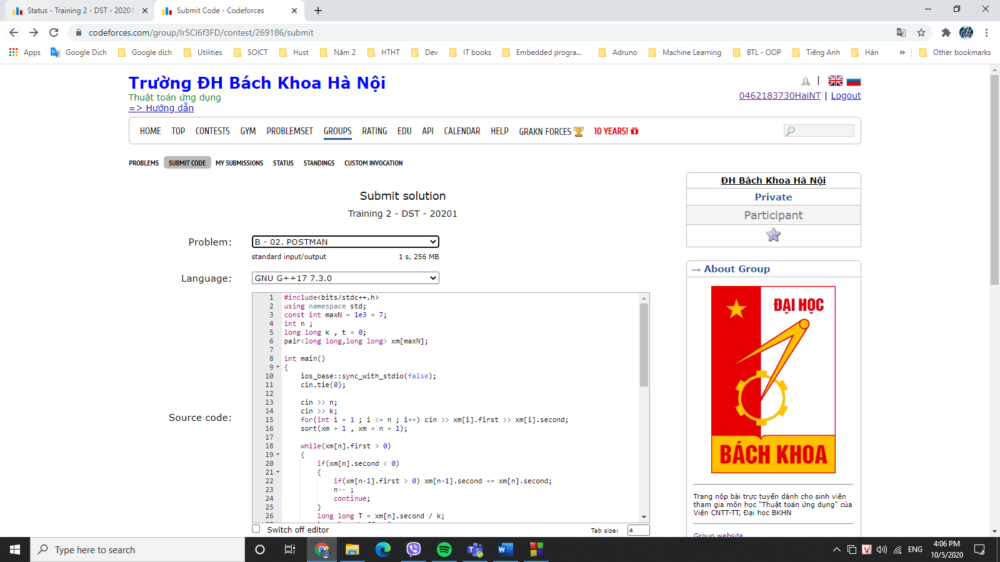 Status - Training 2 - DST - 20201
Submit Code - Codeforces
codeforces.com/group/lr5CI6f3FD/contest/269186/submit
Apps Google Dịch Google dịch Utilities SOICT Hust Năm 2 HTHT Dev IT books Embedded progra... Adruno Machine Learning BTL - OOP Tiếng Anh Hán » Other bookmarks
Trường ĐH Bách Khoa Hà Nội
Thuật toán ứng dụng
=> Hướng dẫn
|
0462183730HaiNT | Logout
HOME TOP CONTESTS GYM PROBLEMSET GROUPS RATING EDU API CALENDAR HELP GRAKN FORCES 10 YEARS!
PROBLEMS SUBMIT CODE MY SUBMISSIONS STATUS STANDINGS CUSTOM INVOCATION
Submit solution
Training 2 - DST - 20201
Problem: B - 02. POSTMAN
standard input/output 1 s, 256 MB
Language: GNU G++17 7.3.0
Source code:
1 #include<bits/stdc++.h>
2 using namespace std;
3 const int maxN = 1e3 + 7;
4 int n ;
5 long long k , t = 0;
6 pair<long long,long long> xm[maxN];
7
8 int main()
9 {
10 ios_base::sync_with_stdio(false);
11 cin.tie(0);
12
13 cin >> n;
14 cin >> k;
15 for(int i = 1 ; i <= n ; i++) cin >> xm[i].first >> xm[i].second;
16 sort(xm + 1 , xm + n + 1);
17
18 while(xm[n].first > 0)
19 {
20 if(xm[n].second < 0)
21 {
22 if(xm[n-1].first > 0) xm[n-1].second += xm[n].second;
23 n-- ;
24 continue;
25 }
26 long long T = xm[n].second / k;
Switch off editor
Tab size: 4
ĐH Bách Khoa Hà Nội
Private
Participant
→ About Group
ĐẠI HỌC
BÁCH KHOA
Trang nộp bài trực tuyến dành cho sinh viên
tham gia môn học "Thuật toán ứng dụng" của
Viện CNTT-TT, Đại học BKHN
Group website
Type here to search
ENG
4:06 PM
10/5/2020